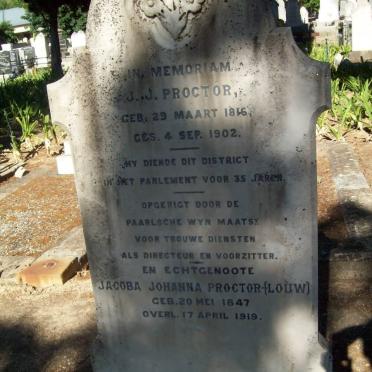 IN MEMORIAM
J. J. PROCTOR,
GEB. 29 MAART 1816,
GES. 4 SEP. 1902.
HY DIENDE DIT DISTRICT
IN HET PARLEMENT VOOR 35 JAREN.
OPGERIGT DOOR DE
PAARLSCHE WYN MAATS:
VOOR TROUWE DIENSTEN
ALS DIRECTEUR EN VOORZITTER.
EN ECHTGENOOTE
JACOBA JOHANNA PROCTOR (LOUW)
GEB. 20 MEI 1847
OVERL. 17 APRIL 1919.